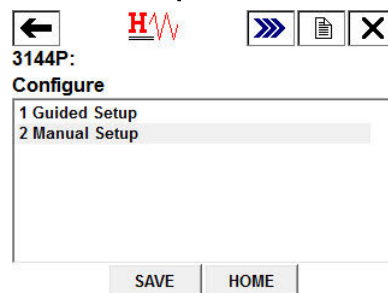 H
3144P:
Configure
1 Guided Setup
2 Manual Setup
SAVE HOME